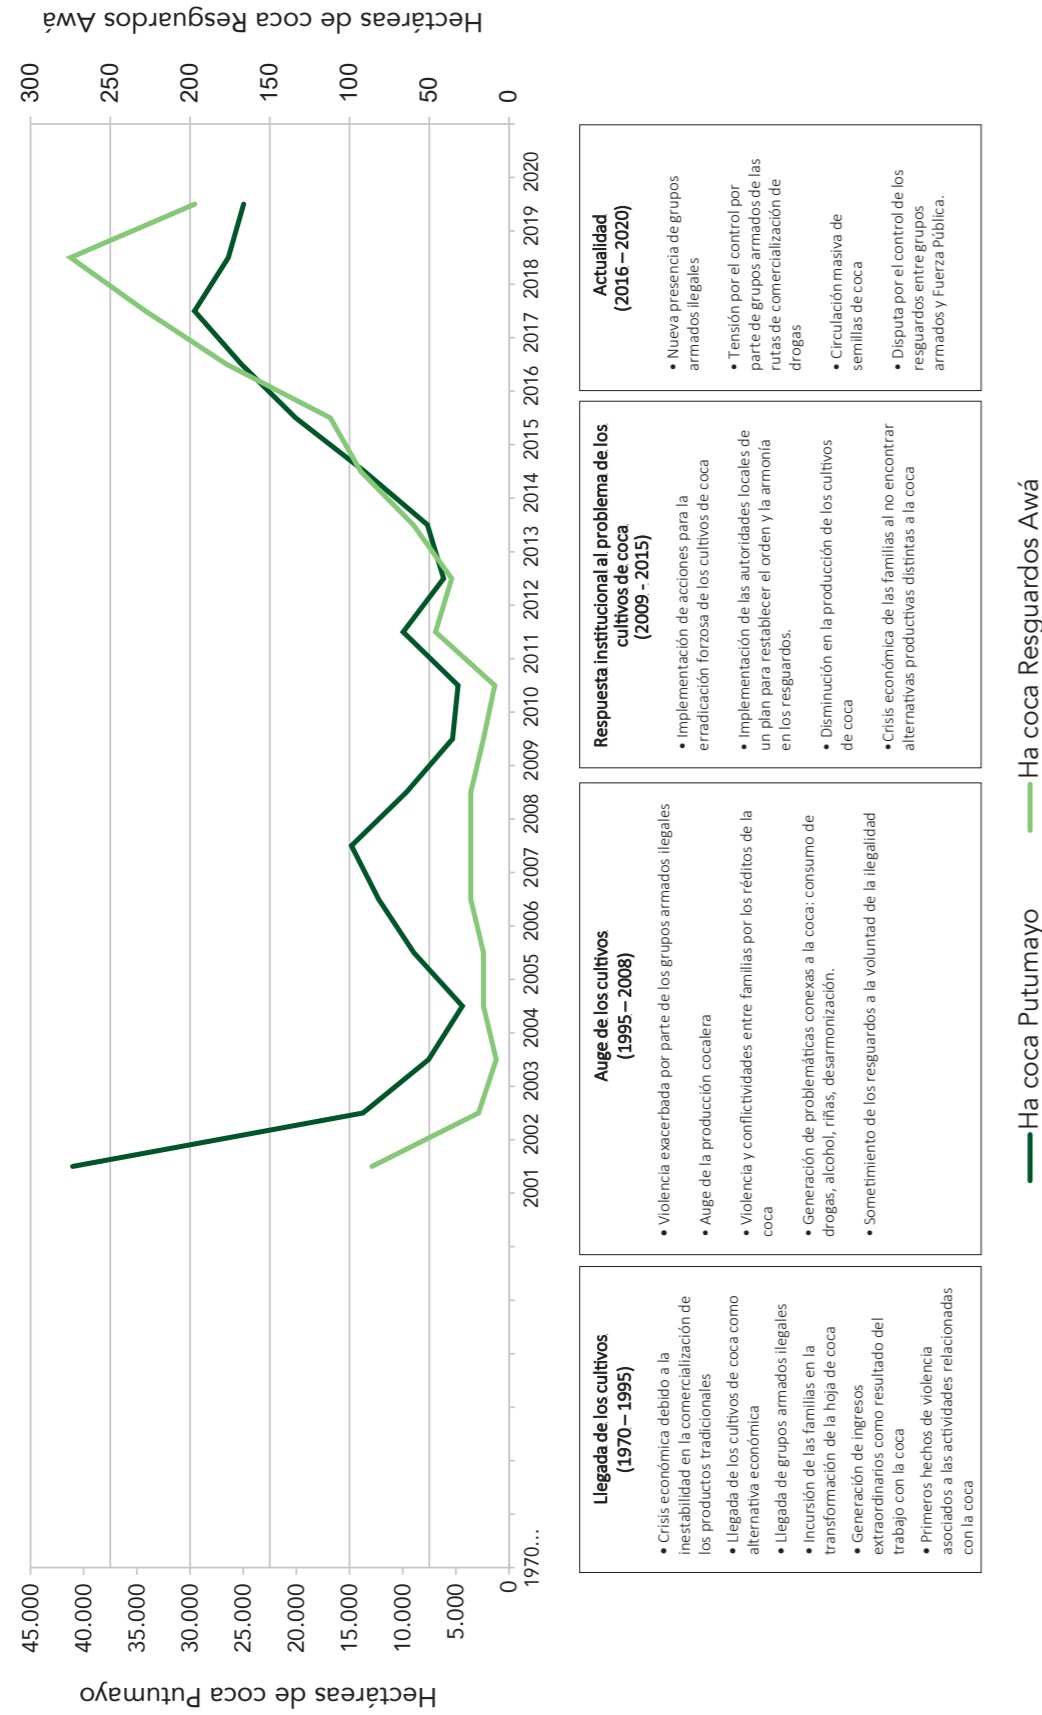 Hectáreas de coca Putumayo
45.000
40.000
35.000
30.000
25.000
20.000
15.000
10.000
5.000
0
Hectáreas de coca Resguardos Awá
300
250
200
150
100
50
0
1970...
2001
2002
2003
2004
2005
2006
2007
2008
2009
2010
2011
2012
2013
2014
2015
2016
2017
2018
2019
2020
Llegada de los cultivos
(1970 – 1995)
• Crisis económica debido a la
inestabilidad en la comercialización de
los productos tradicionales
• Llegada de los cultivos de coca como
alternativa económica
• Llegada de grupos armados ilegales
• Incursión de las familias en la
transformación de la hoja de coca
• Generación de ingresos
extraordinarios como resultado del
trabajo con la coca
• Primeros hechos de violencia
asociados a las actividades relacionadas
con la coca
Auge de los cultivos
(1995 – 2008)
• Violencia exacerbada por parte de los grupos armados ilegales
• Auge de la producción cocalera
• Violencia y conflictividades entre familias por los réditos de la
coca
• Generación de problemáticas conexas a la coca: consumo de
drogas, alcohol, riñas, desarmonización.
• Sometimiento de los resguardos a la voluntad de la ilegalidad
Respuesta institucional al problema de los
cultivos de coca
(2009 - 2015)
• Implementación de acciones para la
erradicación forzosa de los cultivos de coca
• Implementación de las autoridades locales de
un plan para restablecer el orden y la armonía
en los resguardos.
• Disminución en la producción de los cultivos
de coca
•Crisis económica de las familias al no encontrar
alternativas productivas distintas a la coca
Actualidad
(2016 – 2020)
• Nueva presencia de grupos
armados ilegales
• Tensión por el control por
parte de grupos armados de las
rutas de comercialización de
drogas
• Circulación masiva de
semillas de coca
• Disputa por el control de los
resguardos entre grupos
armados y Fuerza Pública.
Ha coca Putumayo
Ha coca Resguardos Awá